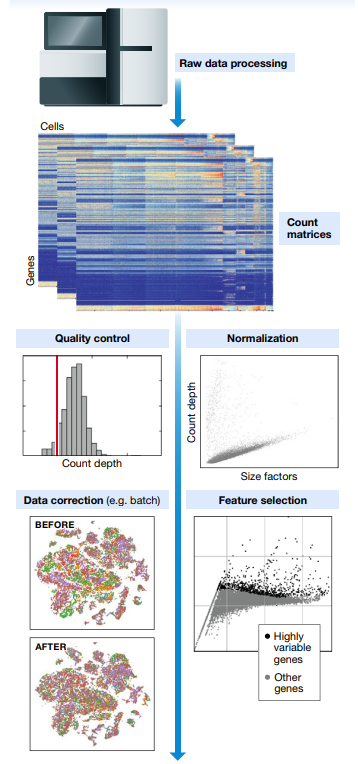 Raw data processing
Cells
Genes
Count
matrices
Quality control
Normalization
Count depth
Count depth
Size factors
Data correction (e.g. batch)
Feature selection
BEFORE
AFTER
Highly
variable
genes
Other
genes